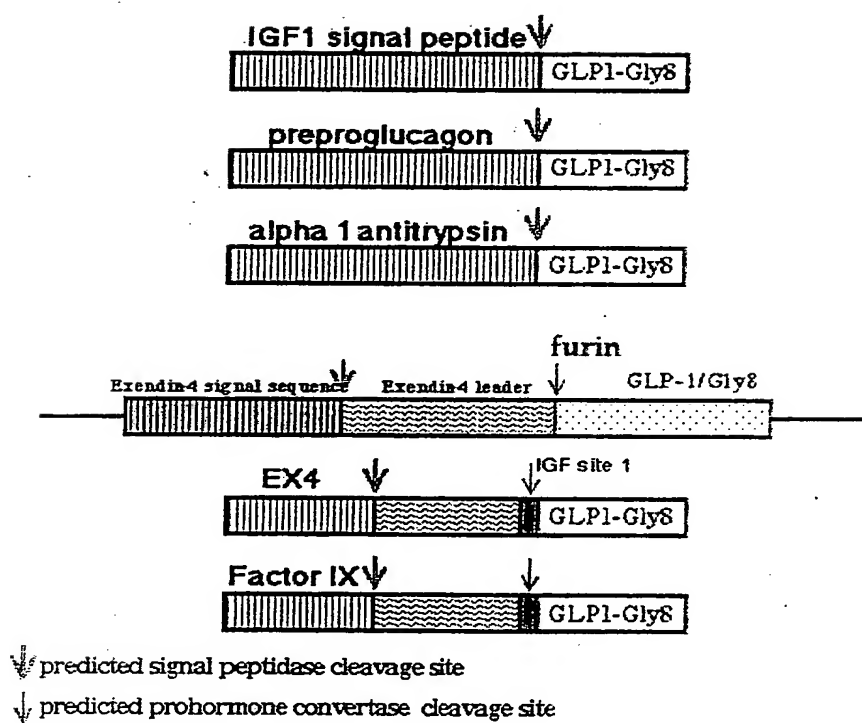 IGF1 signal peptide
GLP1-Gly8
preproglucagon
GLP1-Gly8
alpha 1 antitrypsin
GLP1-Gly8
furin
Exendin-4 signal sequence Exendin-4 leader GLP-1/Gly8
EX4 IGF site 1
GLP1-Gly8
Factor IX
GLP1-Gly8
predicted signal peptidase cleavage site
predicted prohormone convertase cleavage site